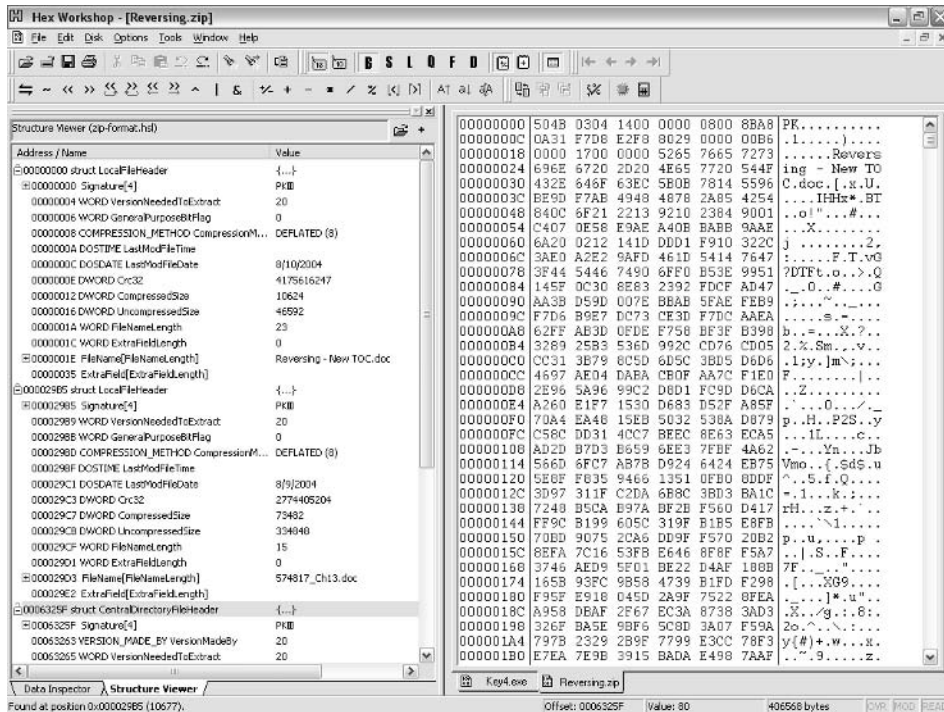 Hex Workshop - [Reversing.zip]
File Edit Disk Options Tools Window Help
B S L Q F D
Structure Viewer (zip-format.hsl)
Address / Name Value
00000000 struct LocalFileHeader {...}
00000000 Signature[4]
00000004 WORD VersionNeededToExtract 20
00000006 WORD GeneralPurposeBitFlag 0
00000008 COMPRESSION_METHOD CompressionM... DEFLATED (8)
0000000A DOSTIME LastModFileTime
0000000C DOSDATE LastModFileDate 8/10/2004
0000000E DWORD Crc32 4175616247
00000012 DWORD CompressedSize 10624
00000016 DWORD UncompressedSize 46592
0000001A WORD FileNameLength 23
0000001C WORD ExtraFieldLength 0
0000001E FileName[FileNameLength] Reversing - New TOC.doc
00000035 ExtraField[ExtraFieldLength]
000029B5 struct LocalFileHeader {...}
000029B5 Signature[4]
000029B9 WORD VersionNeededToExtract 20
000029BB WORD GeneralPurposeBitFlag 0
000029BD COMPRESSION_METHOD CompressionM... DEFLATED (8)
000029BF DOSTIME LastModFileTime
000029C1 DOSDATE LastModFileDate 8/9/2004
000029C3 DWORD Crc32 2774405204
000029C7 DWORD CompressedSize 73482
000029CB DWORD UncompressedSize 334848
000029CF WORD FileNameLength 15
000029D1 WORD ExtraFieldLength 0
000029D3 FileName[FileNameLength] 574817_Ch13.doc
000029E2 ExtraField[ExtraFieldLength]
0006325F struct CentralDirectoryFileHeader {...}
0006325F Signature[4]
00063263 VERSION_MADE_BY VersionMadeBy 20
00063265 WORD VersionNeededToExtract 20
Data Inspector Structure Viewer
00000000 504B 0304 1400 0000 0800 8BA8 PK..........
0000000C 0A31 F7D8 E2F8 8029 0000 00B6 .1.....)....
00000018 0000 1700 0000 5265 7665 7273 ......Revers
00000024 696E 6720 2D20 4E65 7720 544F ing - New TO
00000030 432E 646F 63EC 5B0B 7814 5596 C.doc.[.x.U.
0000003C BE9D F7AB 4948 4878 2A85 4254 ....IHHx*.BT
00000048 840C 6F21 2213 9210 2384 9001 ..o!"...#...
00000054 C407 0E58 E9AE A40B BABB 9AAE ...X........
00000060 6A20 0212 141D DDD1 F910 322C j ........2,
0000006C 3AE0 A2E2 9AFD 461D 5414 7647 :.....F.T.vG
00000078 3F44 5446 7490 6FF0 B53E 9951 ?DTFt.o..>.Q
00000084 145F 0C30 8E83 2392 FDCF AD47
00000090 AA3B D59D 007E BBAB 5FAE FEB9
0000009C F7D6 B9E7 DC73 CE3D F7DC AAEA
000000A8 62FF AB3D 0FDE F758 BF3F B398
000000B4 3289 25B3 536D 992C CD76 CD05
000000C0 CC31 3B79 8C5D 6D5C 3BD5 D6D6
000000CC 4697 AE04 DABA CB0F AA7C F1E0
000000D8 2E96 5A96 99C2 D8D1 FC9D D6CA
000000E4 A260 E1F7 1530 D683 D52F A85F
000000F0 70A4 EA48 15EB 5032 538A D879
000000FC C58C DD31 4CC7 BEEC 8E63 ECA5
00000108 AD2D B7D3 B659 6EE3 7FBF 4A62
00000114 566D 6FC7 AB7B D924 6424 EB75
00000120 5E8F F835 9466 1351 0FB0 8DDF
0000012C 3D97 311F C2DA 6B8C 3BD3 BA1C
00000138 7248 B5CA B97A BF2B F560 D417
00000144 FF9C B199 605C 319F B1B5 E8FB
00000150 70BD 9075 2CA6 DD9F F570 20B2
0000015C 8EFA 7C16 53FB E646 8F8F F5A7
00000168 3746 AED9 5F01 BE22 D4AF 188B
00000174 165B 93FC 9B58 4739 B1FD F298
00000180 F95F E918 045D 2A9F 7522 8FEA
0000018C A958 DBAF 2F67 EC3A 8738 3AD3
00000198 326F BA5E 9BF6 5C8D 3A07 F59A
000001A4 797B 2329 2B9F 7799 E3CC 78F3
000001B0 E7EA 7E9B 3915 BADA E498 7AAF
Key4.exe Reversing.zip
Found at position 0x000029B5 (10677). Offset: 0006325F Value: 80 406568 bytes OVR MOD READ